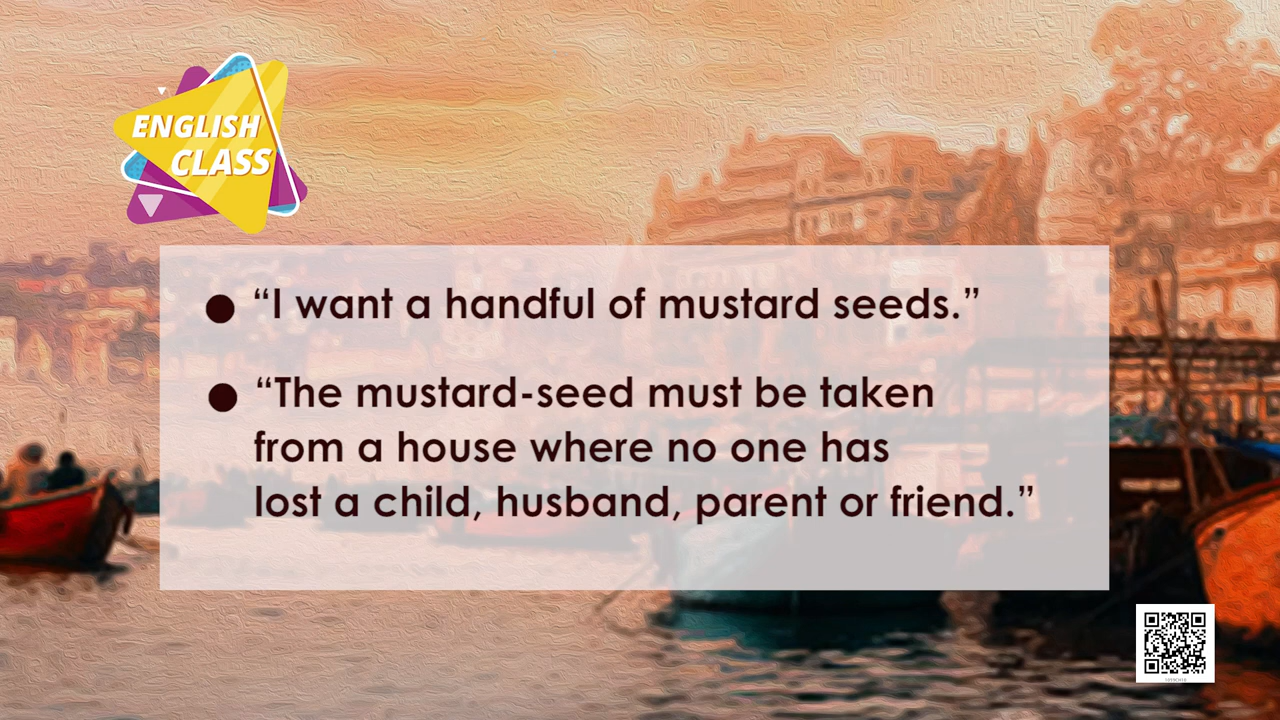 ENGLISH
CLASS
● “I want a handful of mustard seeds.”
● “The mustard-seed must be taken
from a house where no one has
lost a child, husband, parent or friend.”